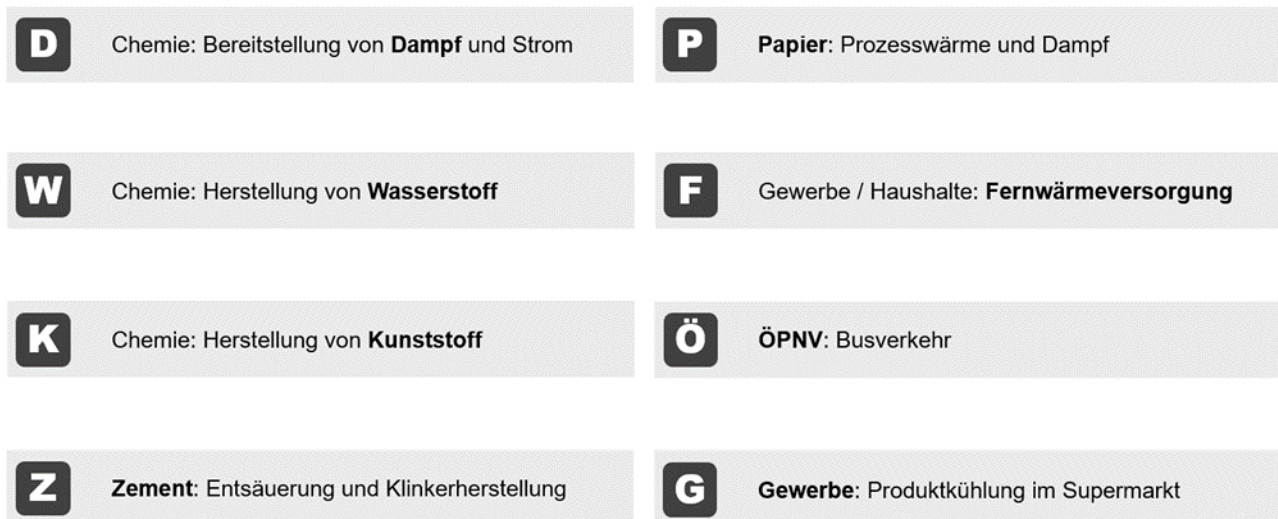 D Chemie: Bereitstellung von Dampf und Strom
P Papier: Prozesswärme und Dampf
W Chemie: Herstellung von Wasserstoff
F Gewerbe / Haushalte: Fernwärmeversorgung
K Chemie: Herstellung von Kunststoff
Ö ÖPNV: Busverkehr
Z Zement: Entsäuerung und Klinkerherstellung
G Gewerbe: Produktkühlung im Supermarkt